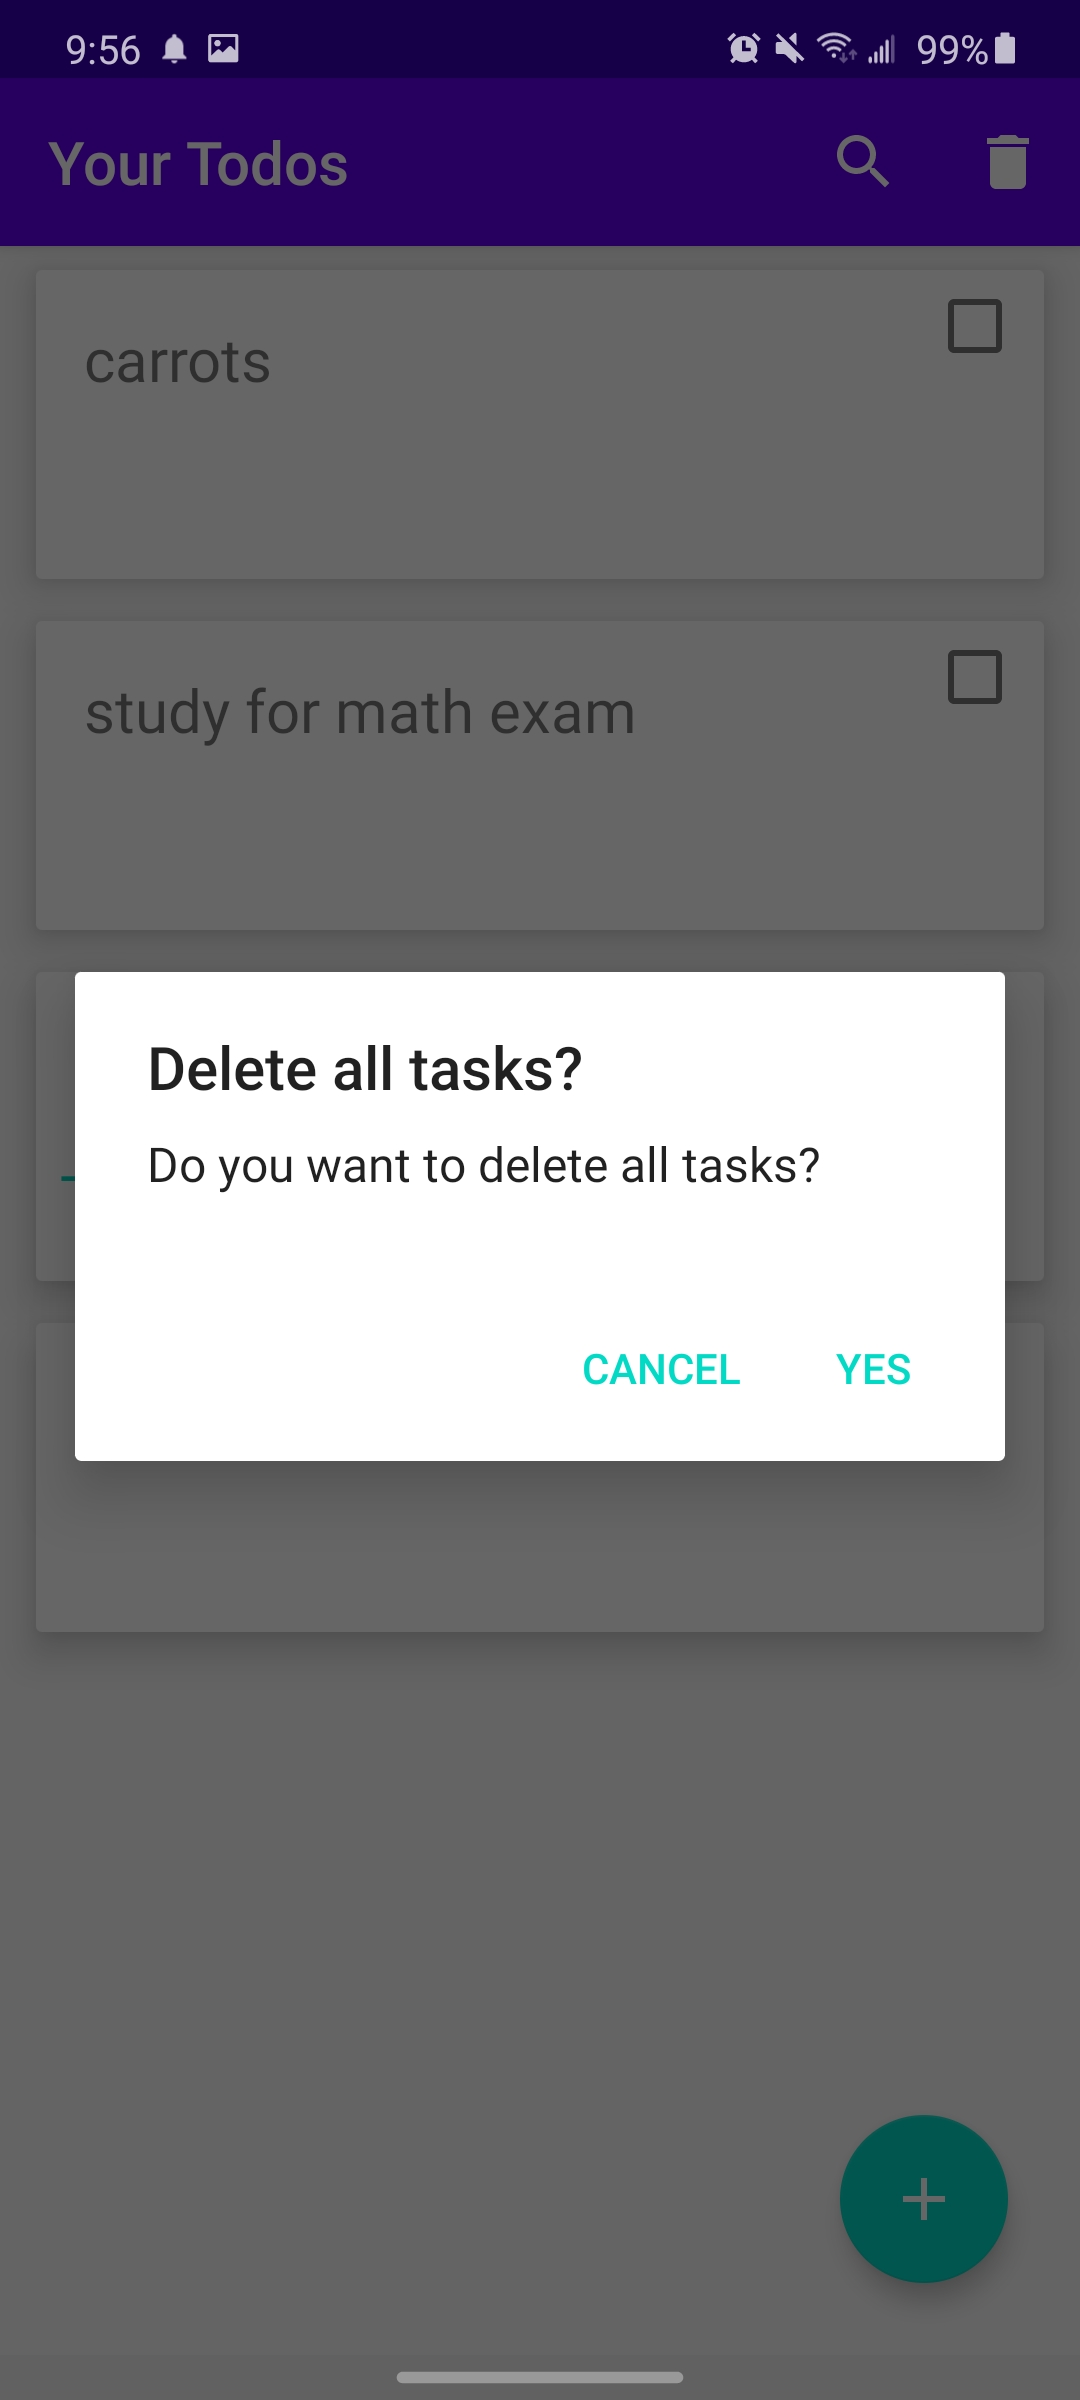 9:56
99%
Your Todos
carrots
study for math exam
Delete all tasks?
Do you want to delete all tasks?
CANCEL YES